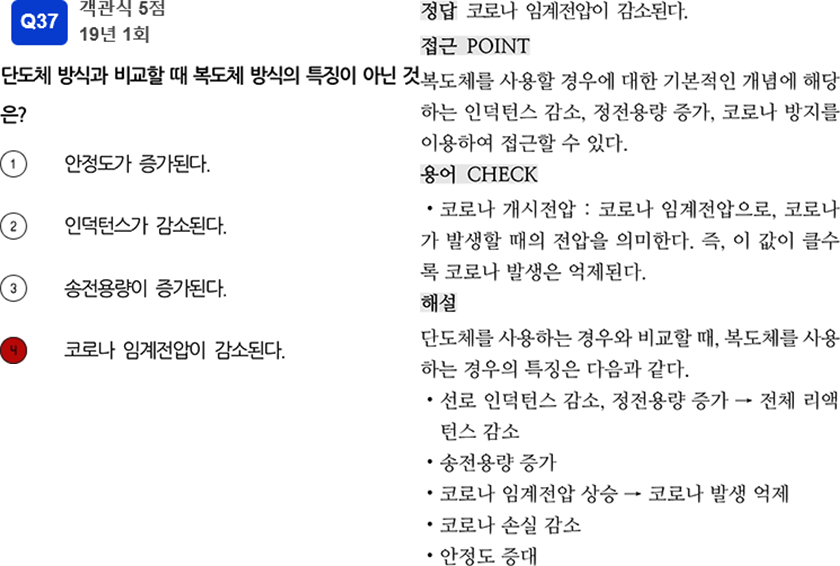 Q37
객관식 5점
19년 1회
단도체 방식과 비교할 때 복도체 방식의 특징이 아닌 것
은?
1 안정도가 증가된다.
2 인덕턴스가 감소된다.
3 송전용량이 증가된다.
4 코로나 임계전압이 감소된다.
정답 코로나 임계전압이 감소된다.
접근 POINT
복도체를 사용할 경우에 대한 기본적인 개념에 해당
하는 인덕턴스 감소, 정전용량 증가, 코로나 방지를
이용하여 접근할 수 있다.
용어 CHECK
• 코로나 개시전압 : 코로나 임계전압으로, 코로나
가 발생할 때의 전압을 의미한다. 즉, 이 값이 클수
록 코로나 발생은 억제된다.
해설
단도체를 사용하는 경우와 비교할 때, 복도체를 사용
하는 경우의 특징은 다음과 같다.
• 선로 인덕턴스 감소, 정전용량 증가 → 전체 리액
턴스 감소
• 송전용량 증가
• 코로나 임계전압 상승 → 코로나 발생 억제
• 코로나 손실 감소
• 안정도 증대